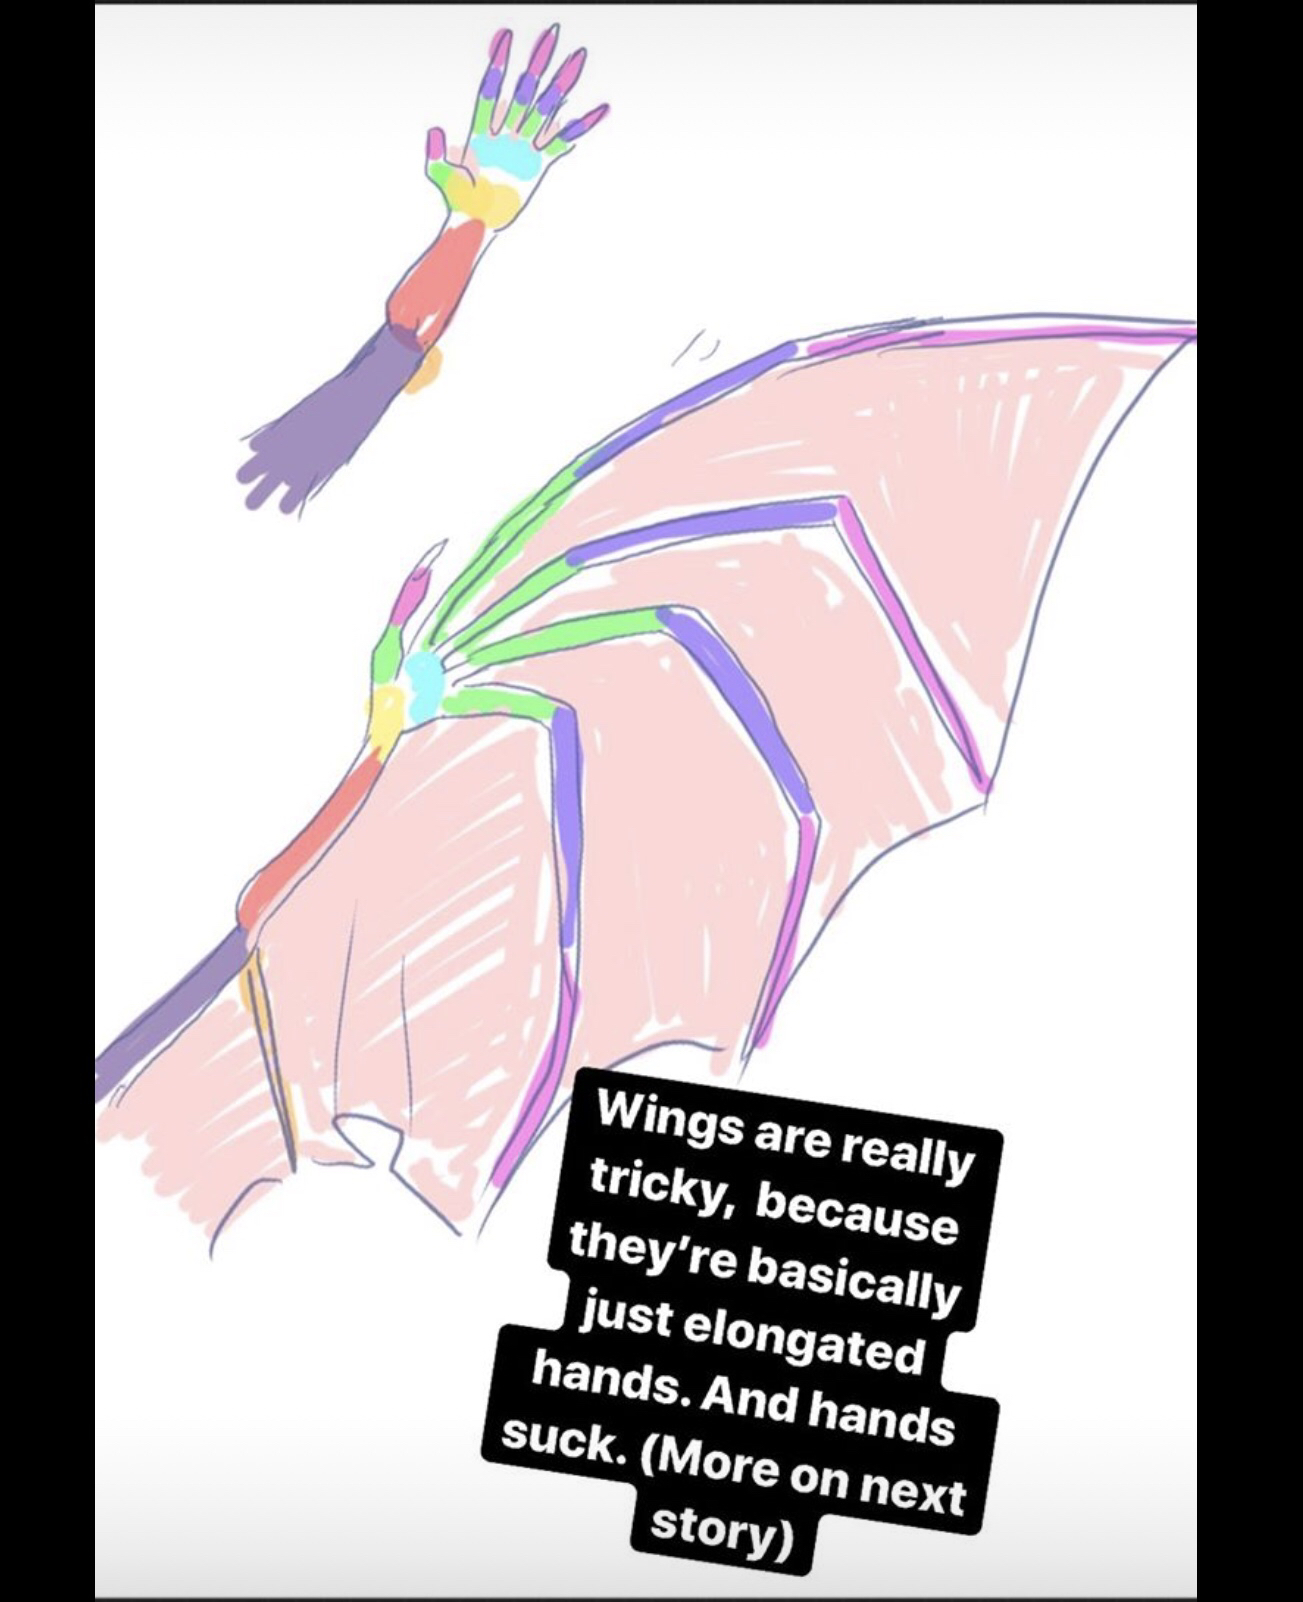 Wings are really
tricky, because
they're basically
just elongated
hands. And hands
suck. (More on next
story)